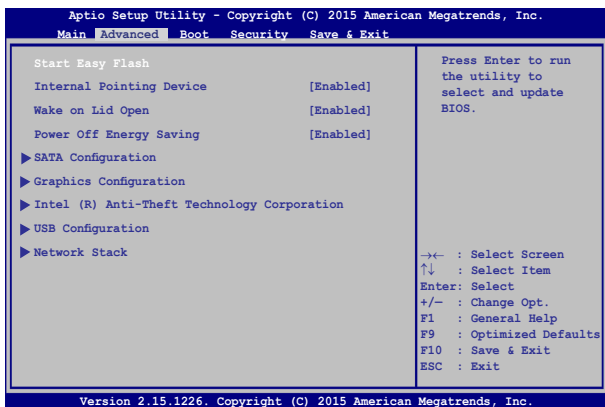 Aptio Setup Utility - Copyright (C) 2015 American Megatrends, Inc.
Main Advanced Boot Security Save & Exit
Start Easy Flash
Internal Pointing Device [Enabled]
Wake on Lid Open [Enabled]
Power Off Energy Saving [Enabled]
SATA Configuration
Graphics Configuration
Intel (R) Anti-Theft Technology Corporation
USB Configuration
Network Stack
Press Enter to run
the utility to
select and update
BIOS.
→← : Select Screen
↑↓ : Select Item
Enter: Select
+/— : Change Opt.
F1 : General Help
F9 : Optimized Defaults
F10 : Save & Exit
ESC : Exit
Version 2.15.1226. Copyright (C) 2015 American Megatrends, Inc.